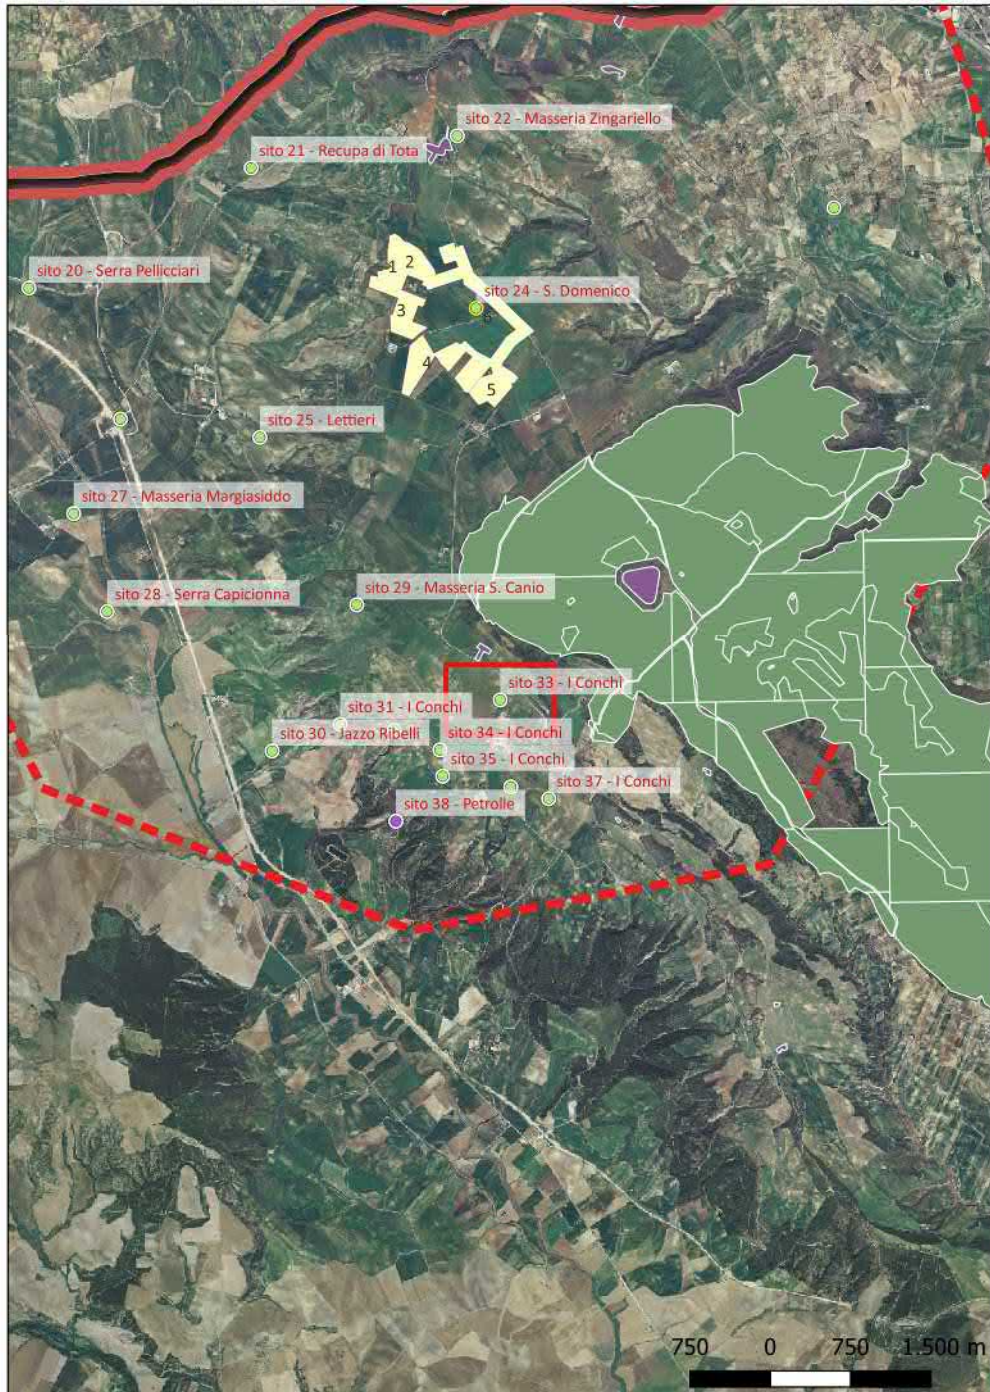 sito 22 - Masseria Zingariello
sito 21 - Recupa di Tota
sito 20 - Serra Pellicciari
1
2
sito 24 - S. Domenico
3
4
5
sito 25 - Lettieri
sito 27 - Masseria Margiasiddo
sito 29 - Masseria S. Canio
sito 28 - Serra Capicionna
sito 33 - I Conchi
sito 31 - I Conchi
sito 30 - Jazzo Ribelli
sito 34 - I Conchi
sito 35 - I Conchi
sito 37 - I Conchi
sito 38 - Petrolle
750 0 750 1.500 m